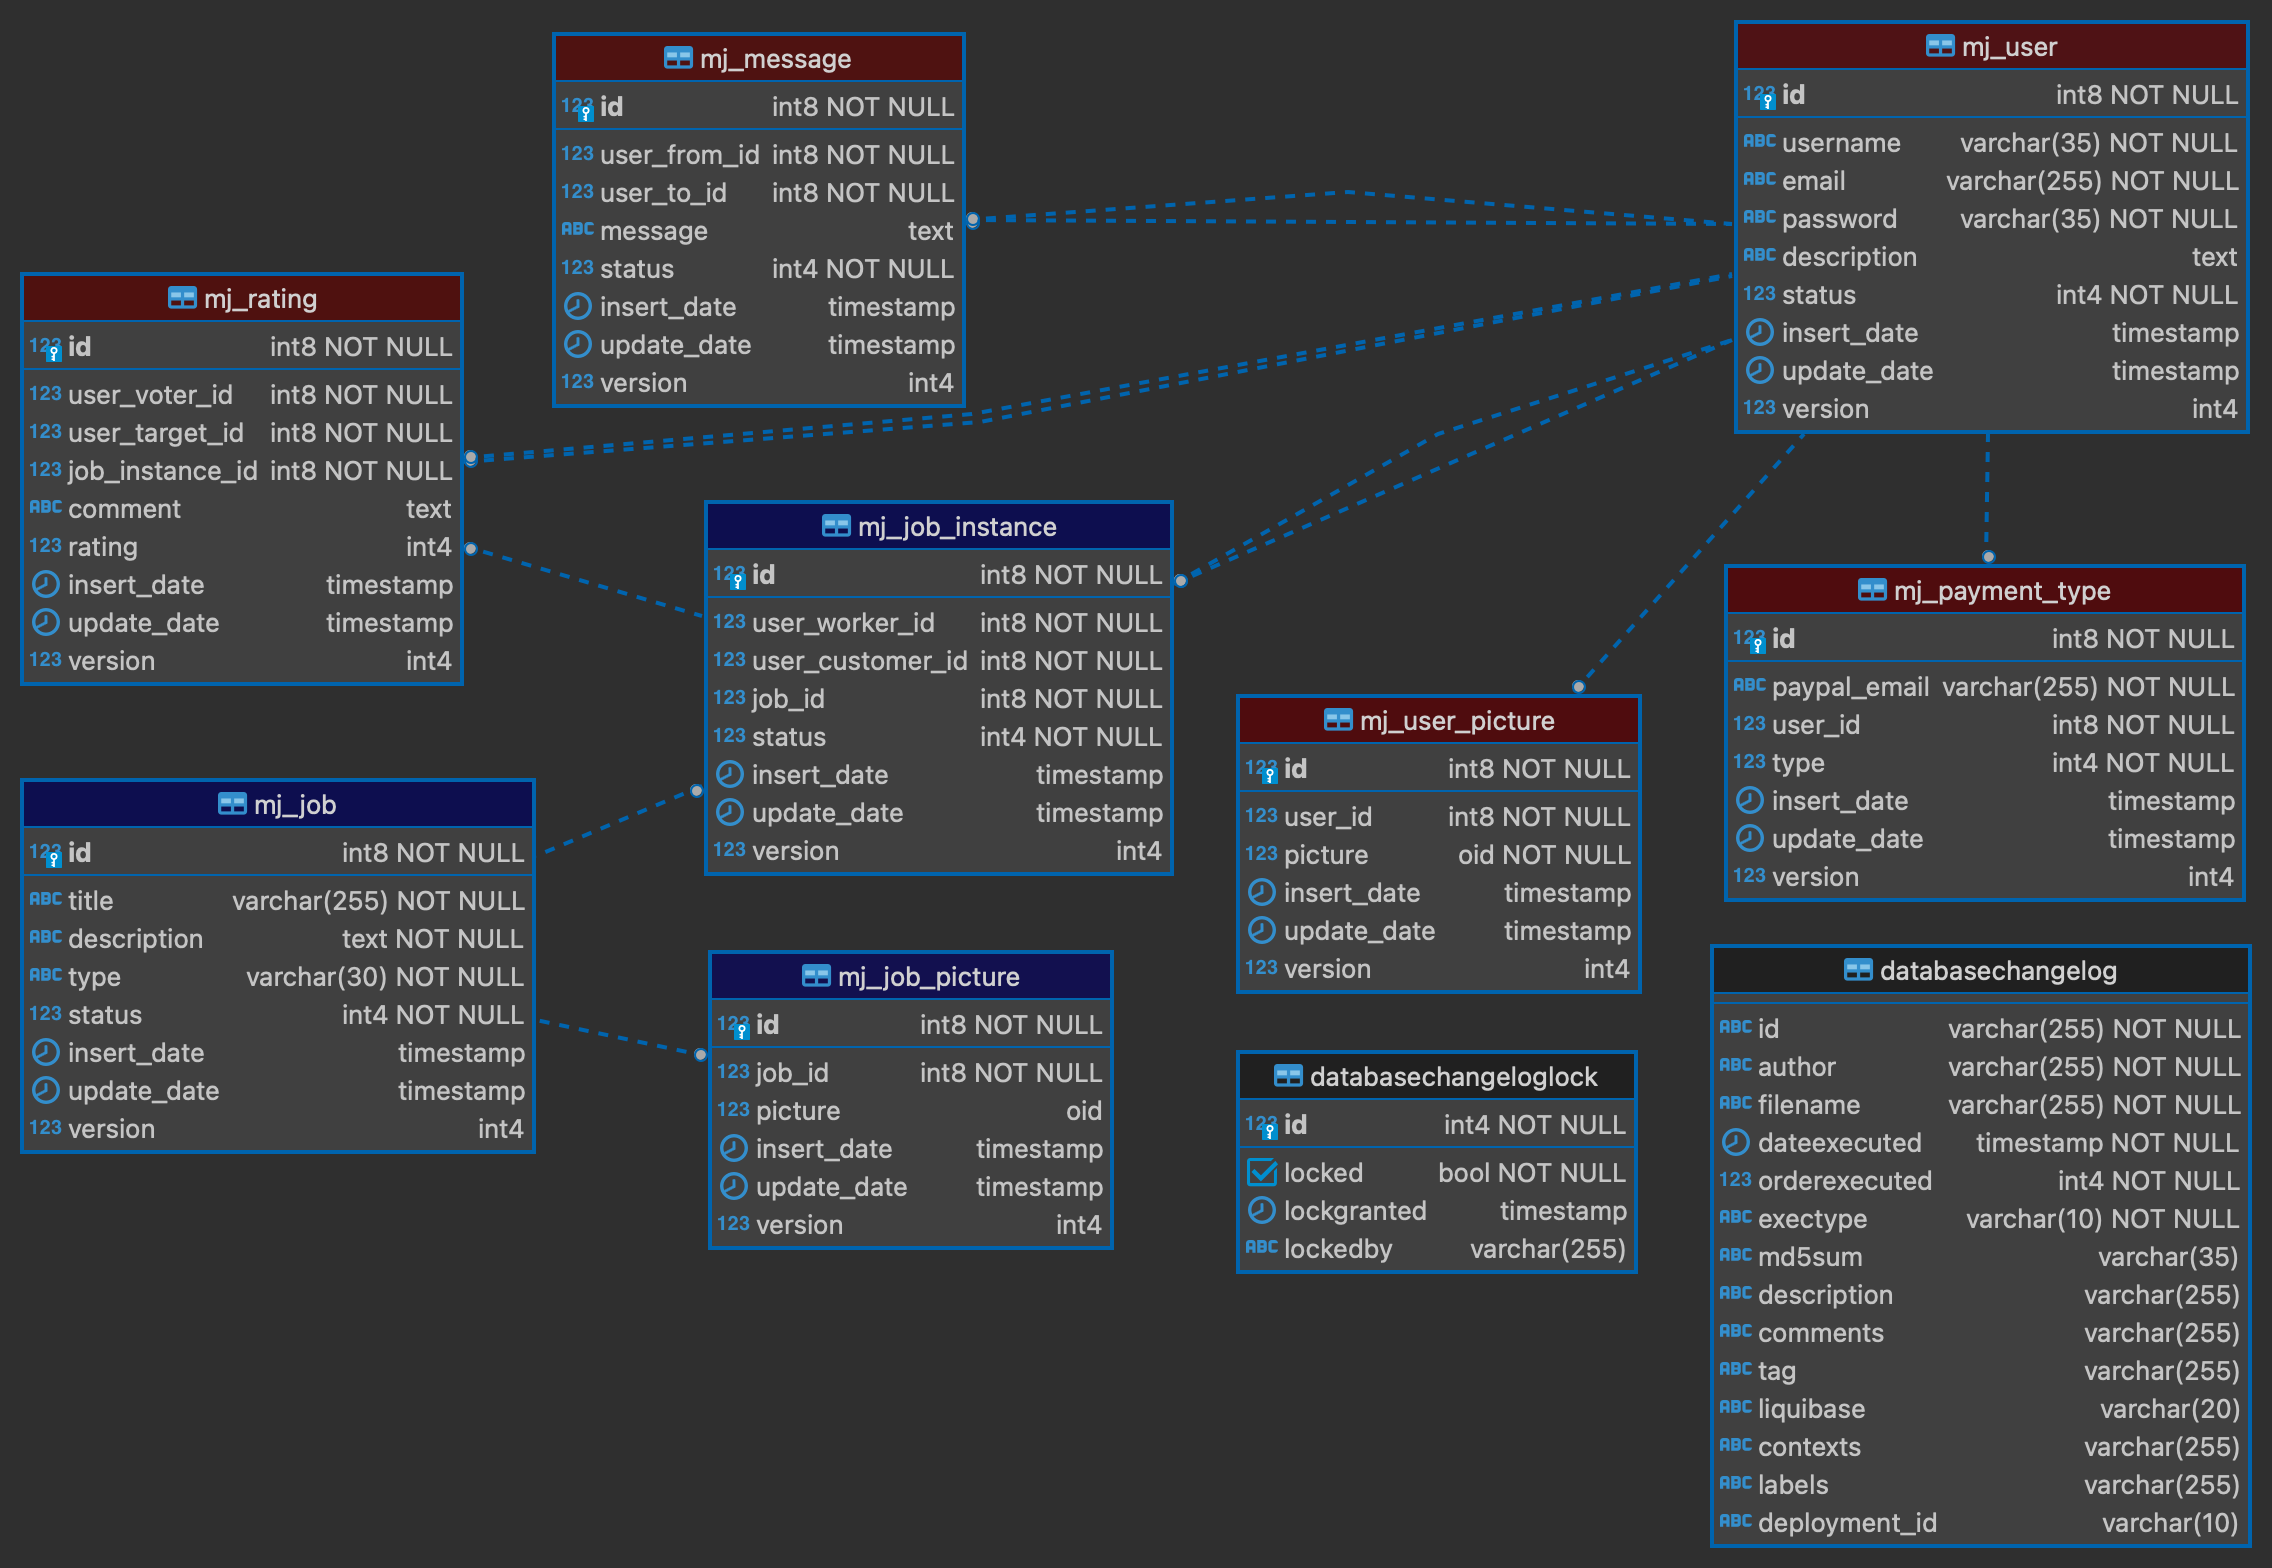 mj_message
123 id int8 NOT NULL
123 user_from_id int8 NOT NULL
123 user_to_id int8 NOT NULL
ABC message text
123 status int4 NOT NULL
insert_date timestamp
update_date timestamp
123 version int4
mj_user
123 id int8 NOT NULL
ABC username varchar(35) NOT NULL
ABC email varchar(255) NOT NULL
ABC password varchar(35) NOT NULL
ABC description text
123 status int4 NOT NULL
insert_date timestamp
update_date timestamp
123 version int4
mj_rating
123 id int8 NOT NULL
123 user_voter_id int8 NOT NULL
123 user_target_id int8 NOT NULL
123 job_instance_id int8 NOT NULL
ABC comment text
123 rating int4
insert_date timestamp
update_date timestamp
123 version int4
mj_job_instance
123 id int8 NOT NULL
123 user_worker_id int8 NOT NULL
123 user_customer_id int8 NOT NULL
123 job_id int8 NOT NULL
123 status int4 NOT NULL
insert_date timestamp
update_date timestamp
123 version int4
mj_payment_type
123 id int8 NOT NULL
ABC paypal_email varchar(255) NOT NULL
123 user_id int8 NOT NULL
123 type int4 NOT NULL
insert_date timestamp
update_date timestamp
123 version int4
mj_user_picture
123 id int8 NOT NULL
123 user_id int8 NOT NULL
123 picture oid NOT NULL
insert_date timestamp
update_date timestamp
123 version int4
mj_job
123 id int8 NOT NULL
ABC title varchar(255) NOT NULL
ABC description text NOT NULL
ABC type varchar(30) NOT NULL
123 status int4 NOT NULL
insert_date timestamp
update_date timestamp
123 version int4
mj_job_picture
123 id int8 NOT NULL
123 job_id int8 NOT NULL
123 picture oid
insert_date timestamp
update_date timestamp
123 version int4
databasechangeloglock
123 id int4 NOT NULL
locked bool NOT NULL
lockgranted timestamp
ABC lockedby varchar(255)
databasechangelog
ABC id varchar(255) NOT NULL
ABC author varchar(255) NOT NULL
ABC filename varchar(255) NOT NULL
dateexecuted timestamp NOT NULL
123 orderexecuted int4 NOT NULL
ABC exectype varchar(10) NOT NULL
ABC md5sum varchar(35)
ABC description varchar(255)
ABC comments varchar(255)
ABC tag varchar(255)
ABC liquibase varchar(20)
ABC contexts varchar(255)
ABC labels varchar(255)
ABC deployment_id varchar(10)